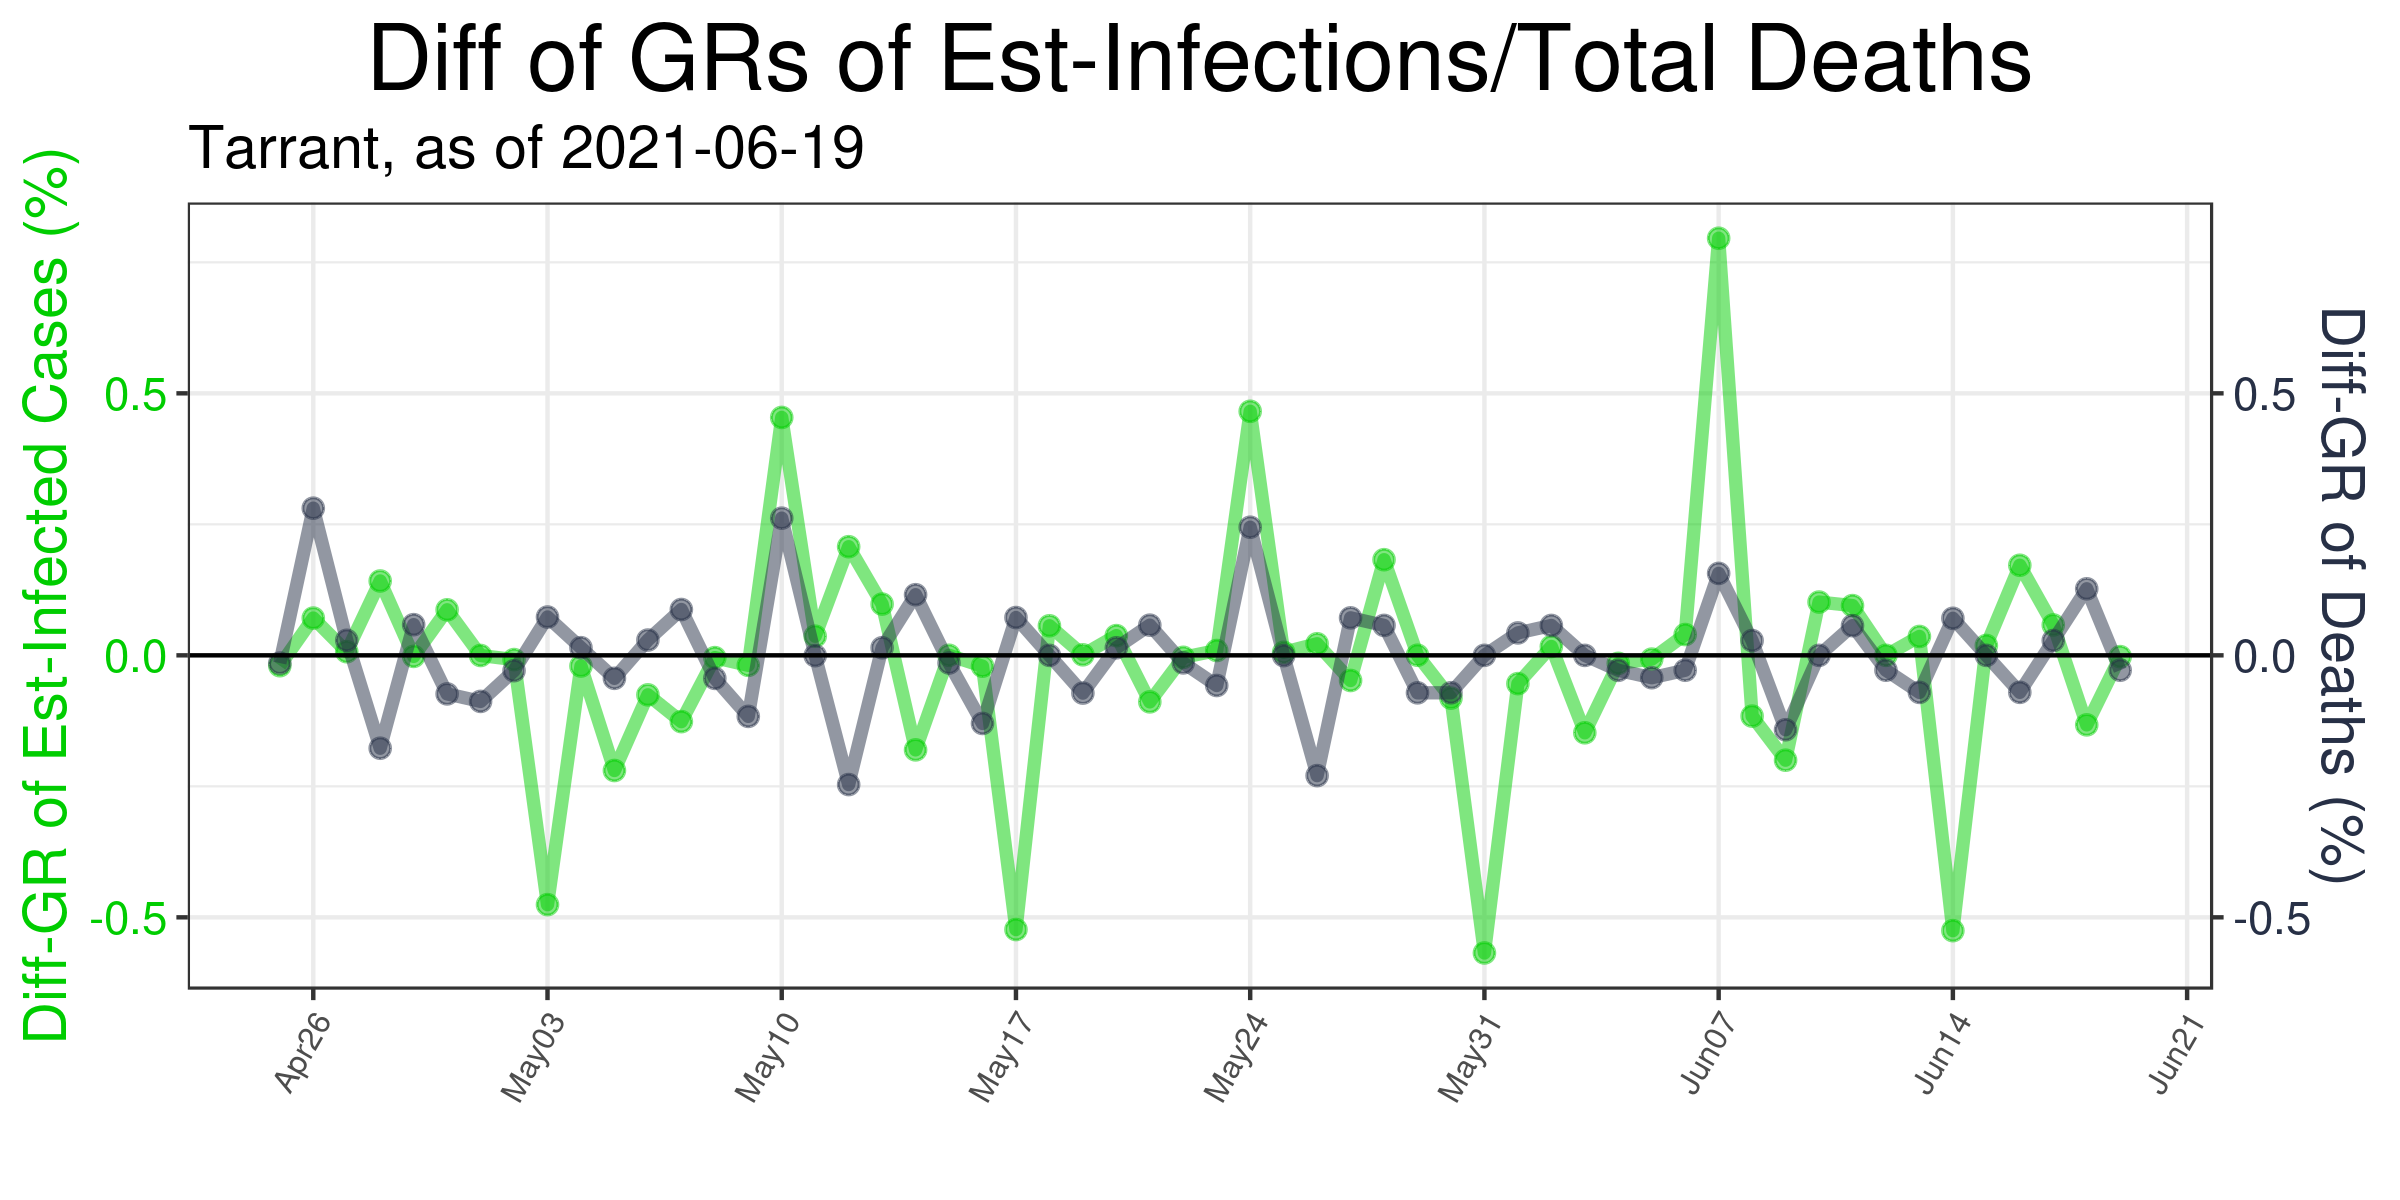 Diff of GRs of Est-Infections/Total Deaths
Tarrant, as of 2021-06-19
Diff-GR of Est-Infected Cases (%)
0.5
0.0
-0.5
0.5
0.0
-0.5
Diff-GR of Deaths (%)
Apr26
May03
May10
May17
May24
May31
Jun07
Jun14
Jun21